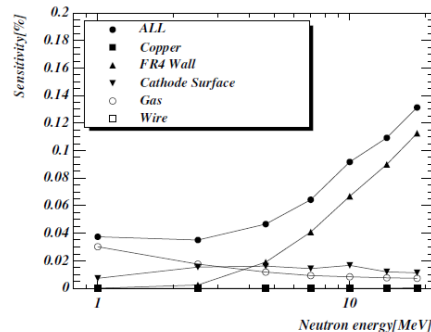 Sensitivity[%]
0.2
0.18
0.16
0.14
0.12
0.1
0.08
0.06
0.04
0.02
0
ALL
Copper
FR4 Wall
Cathode Surface
Gas
Wire
1
10
Neutron energy[MeV]